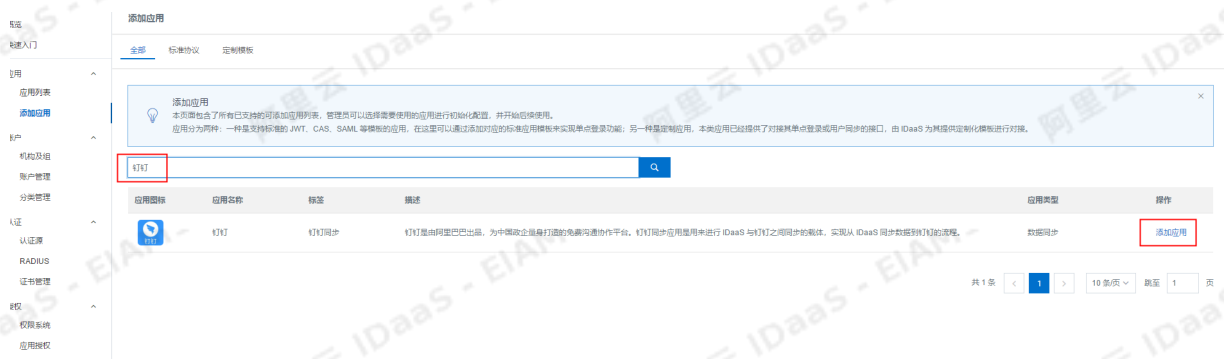 添加应用
快速入门
全部 标准协议 定制模板
应用列表
添加应用
添加应用
本页面包含了所有已支持的可添加应用列表，管理员可以选择需要使用的应用进行初始化配置，并开始后续使用。
应用分为两种：一种是支持标准的 JWT、CAS、SAML 等模板的应用，在这里可以通过添加对应的标准应用模板来实现单点登录功能；另一种是定制应用，本类应用已经提供了对接其单点登录或用户同步的接口，由 IDaaS 为其提供定制化模板进行对接。
机构及组
账户管理
分类管理
钉钉
应用图标 应用名称 标签 描述 应用类型 操作
钉钉 钉钉 钉钉同步 钉钉是由阿里巴巴出品，为中国政企量身打造的免费沟通协作平台。钉钉同步应用是用来进行 IDaaS 与钉钉之间同步的载体，实现从 IDaaS 同步数据到钉钉的流程。 数据同步 添加应用
认证源
RADIUS
证书管理
共 1 条 < 1 > 10 条/页 跳至 1 页
权限系统
应用授权
阿里云 IDaaS - EIAM -